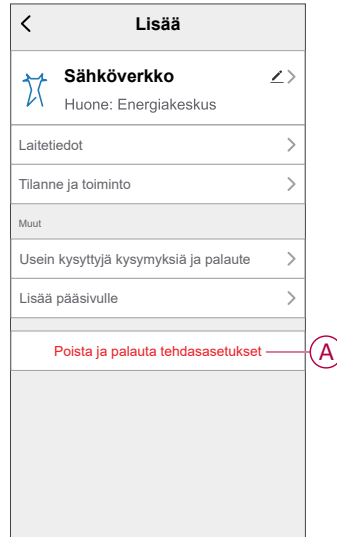 Lisää
Sähköverkko
Huone: Energiakeskus
Laitetiedot
Tilanne ja toiminto
Muut
Usein kysyttyjä kysymyksiä ja palaute
Lisää pääsivulle
Poista ja palauta tehdasasetukset
A